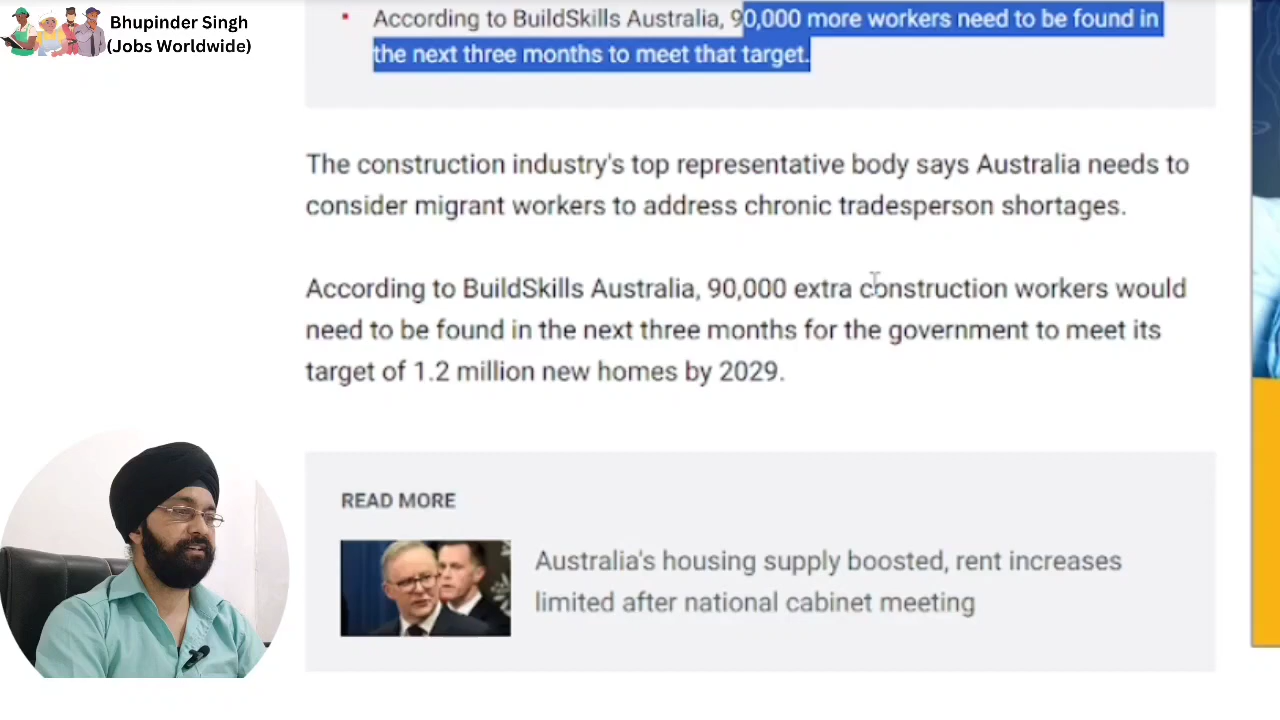 Bhupinder Singh
(Jobs Worldwide)
According to BuildSkills Australia, 90,000 more workers need to be found in
the next three months to meet that target.
The construction industry's top representative body says Australia needs to
consider migrant workers to address chronic tradesperson shortages.
According to BuildSkills Australia, 90,000 extra construction workers would
need to be found in the next three months for the government to meet its
target of 1.2 million new homes by 2029.
READ MORE
Australia's housing supply boosted, rent increases
limited after national cabinet meeting